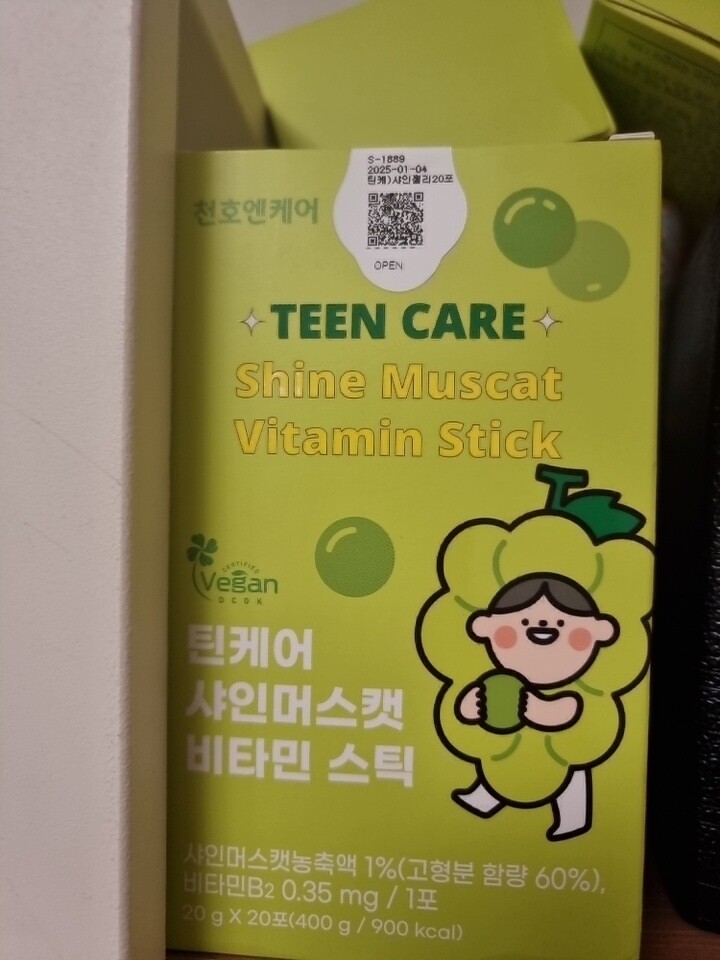 S-1889
2025-01-04
틴케)샤인젤리20포
OPEN
천호엔케어
TEEN CARE
Shine Muscat
Vitamin Stick
CERTIFIED
Vegan
틴케어
샤인머스캣
비타민 스틱
샤인머스캣농축액 1%(고형분 함량 60%),
비타민B2 0.35 mg / 1포
20 g X 20포(400 g / 900 kcal)